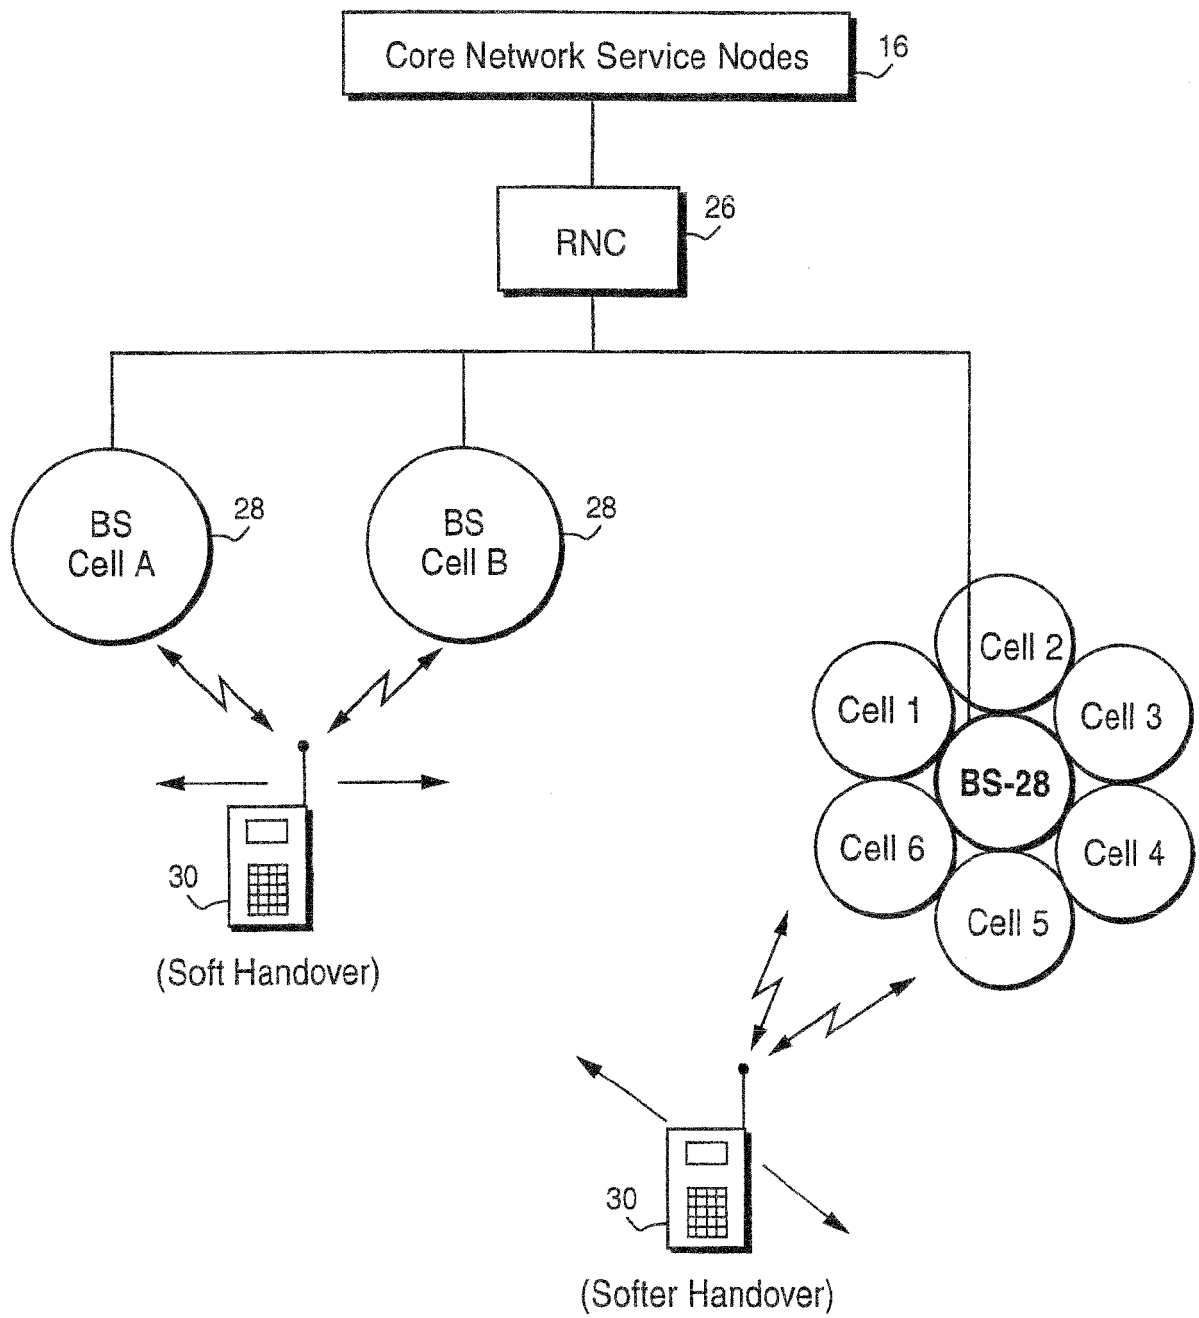 Core Network Service Nodes
16
RNC
26
BS
Cell A
28
BS
Cell B
28
Cell 2
Cell 1
Cell 3
BS-28
Cell 6
Cell 4
Cell 5
30
(Soft Handover)
30
(Softer Handover)